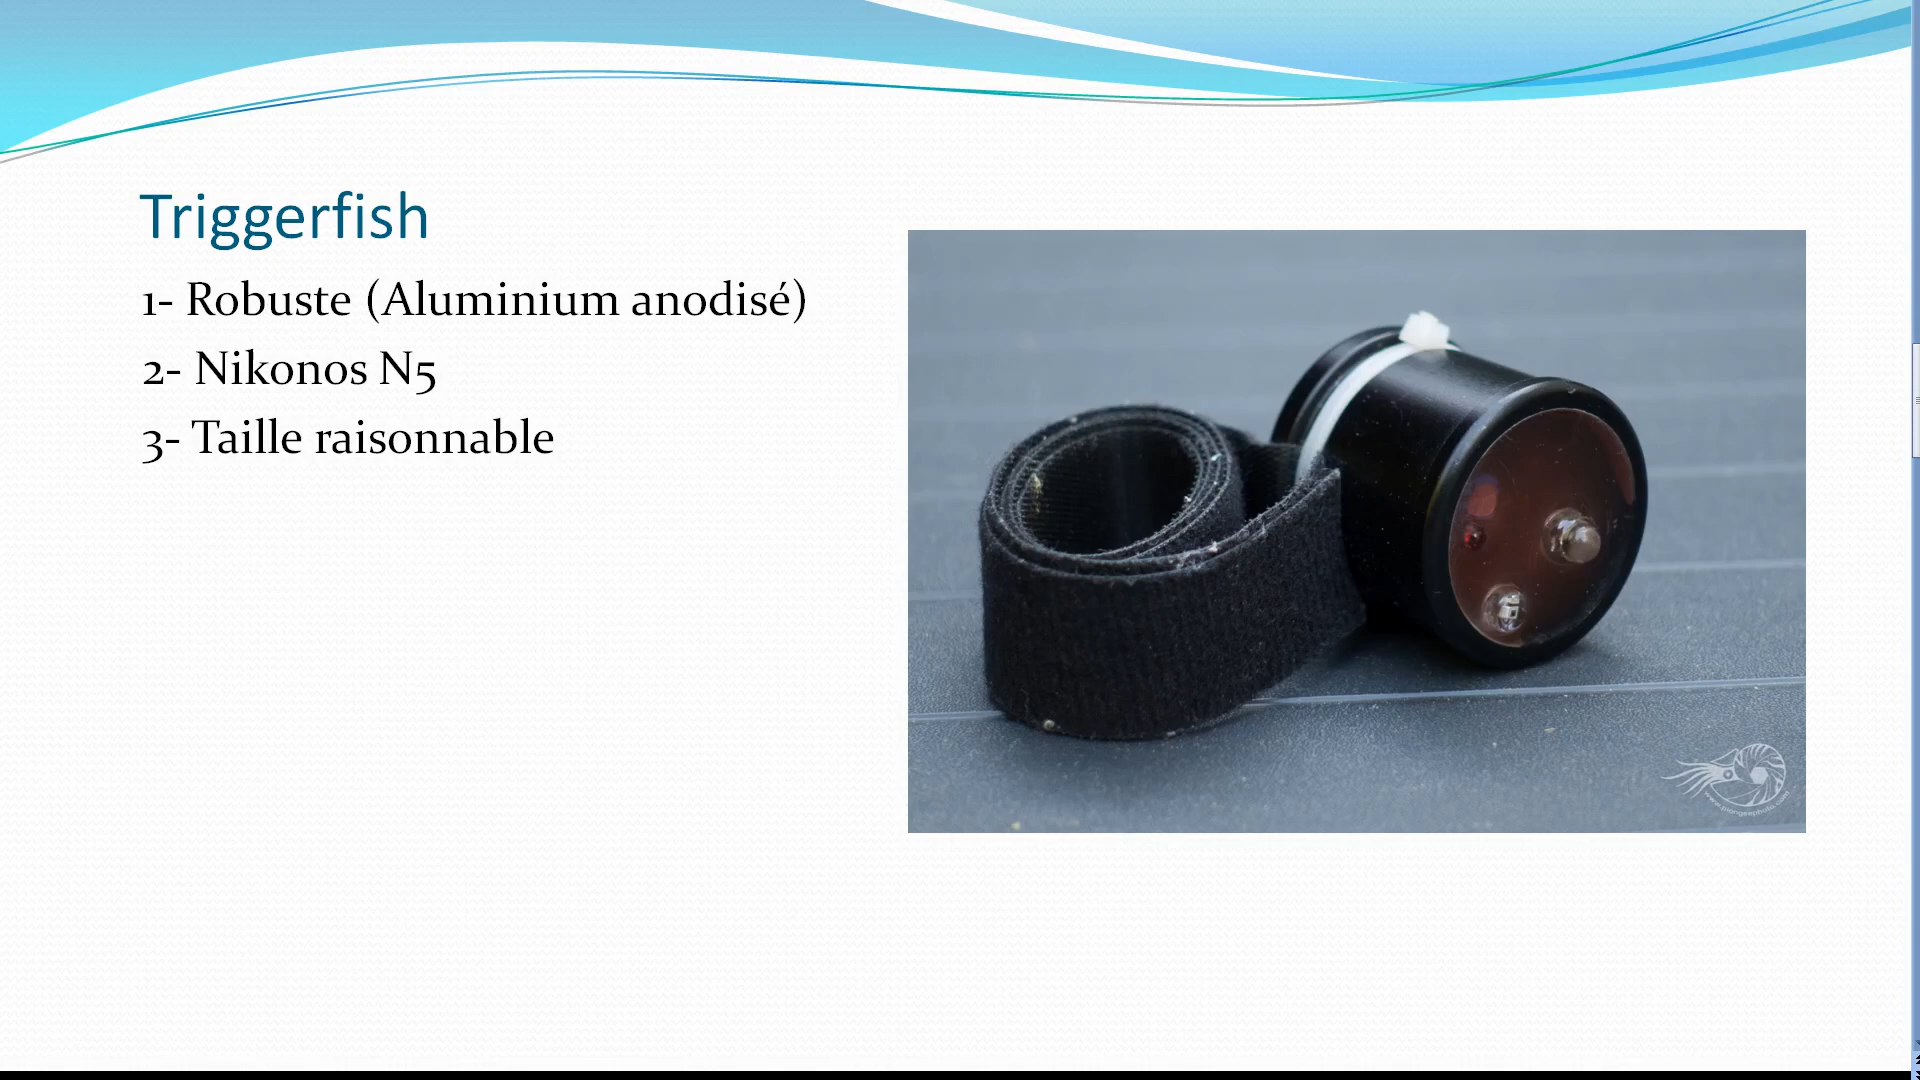 Triggerfish
1- Robuste (Aluminium anodisé)
2- Nikonos N5
3- Taille raisonnable